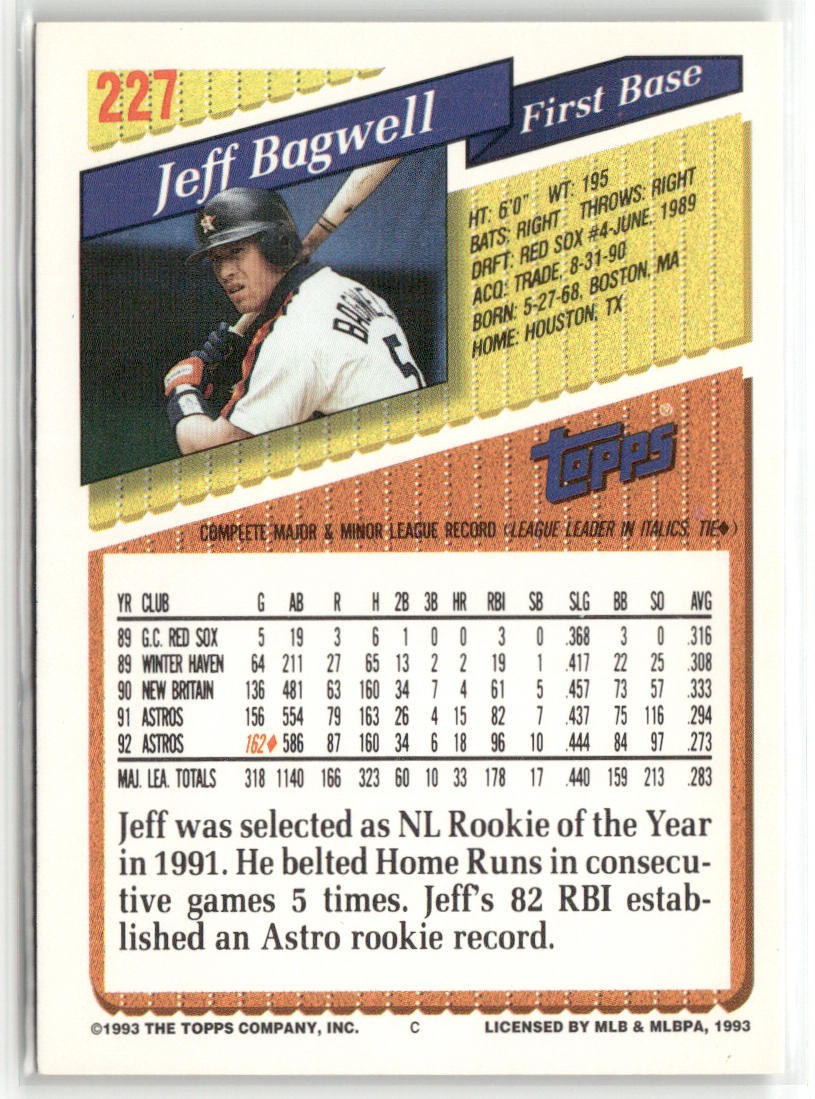 227
Jeff Bagwell
First Base
HT: 6'0" WT: 195
BATS: RIGHT THROWS: RIGHT
DRFT: RED SOX #4-JUNE, 1989
ACQ: TRADE, 8-31-90
BORN: 5-27-68, BOSTON, MA
HOME: HOUSTON, TX
BAGWE
5
topps®
COMPLETE MAJOR & MINOR LEAGUE RECORD (LEAGUE LEADER IN ITALICS, TIE♦)
YR CLUB G AB R H 2B 3B HR RBI SB SLG BB SO AVG
89 G.C. RED SOX 5 19 3 6 1 0 0 3 0 .368 3 0 .316
89 WINTER HAVEN 64 211 27 65 13 2 2 19 1 .417 22 25 .308
90 NEW BRITAIN 136 481 63 160 34 7 4 61 5 .457 73 57 .333
91 ASTROS 156 554 79 163 26 4 15 82 7 .437 75 116 .294
92 ASTROS 162♦ 586 87 160 34 6 18 96 10 .444 84 97 .273
MAJ. LEA. TOTALS 318 1140 166 323 60 10 33 178 17 .440 159 213 .283
Jeff was selected as NL Rookie of the Year
in 1991. He belted Home Runs in consecu-
tive games 5 times. Jeff's 82 RBI estab-
lished an Astro rookie record.
©1993 THE TOPPS COMPANY, INC. C LICENSED BY MLB & MLBPA, 1993